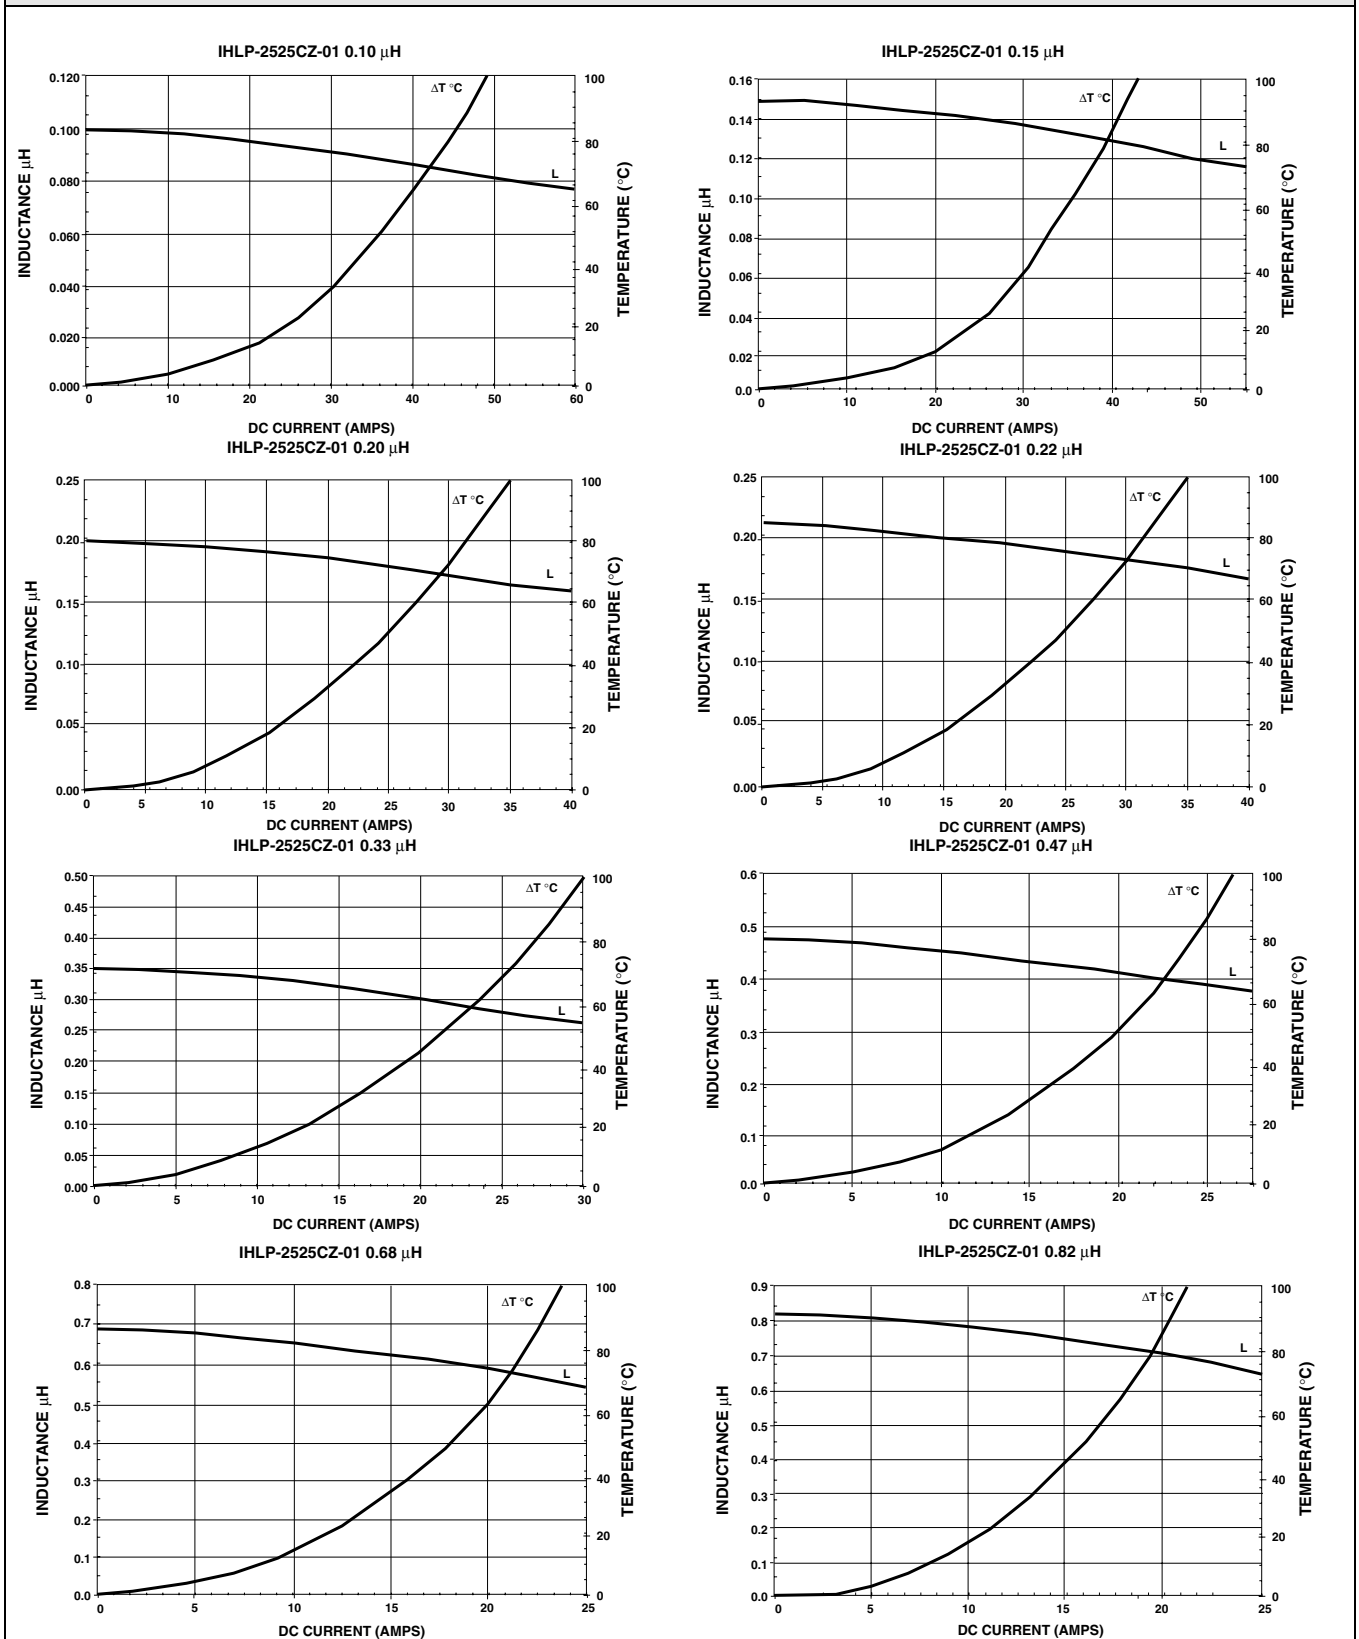 IHLP-2525CZ-01 0.10 µH
0.120
0.100
0.080
0.060
0.040
0.020
0.000
INDUCTANCE µH
ΔT °C
L
100
80
60
40
20
0
TEMPERATURE (°C)
0 10 20 30 40 50 60
DC CURRENT (AMPS)
IHLP-2525CZ-01 0.15 µH
0.16
0.14
0.12
0.10
0.08
0.06
0.04
0.02
0.0
INDUCTANCE µH
ΔT °C
L
100
80
60
40
20
0
TEMPERATURE (°C)
0 10 20 30 40 50
DC CURRENT (AMPS)
IHLP-2525CZ-01 0.20 µH
0.25
0.20
0.15
0.10
0.05
0.00
INDUCTANCE µH
ΔT °C
L
100
80
60
40
20
0
TEMPERATURE (°C)
0 5 10 15 20 25 30 35 40
DC CURRENT (AMPS)
IHLP-2525CZ-01 0.22 µH
0.25
0.20
0.15
0.10
0.05
0.00
INDUCTANCE µH
ΔT °C
L
100
80
60
40
20
0
TEMPERATURE (°C)
0 5 10 15 20 25 30 35 40
DC CURRENT (AMPS)
IHLP-2525CZ-01 0.33 µH
0.50
0.45
0.40
0.35
0.30
0.25
0.20
0.15
0.10
0.05
0.00
INDUCTANCE µH
ΔT °C
L
100
80
60
40
20
0
TEMPERATURE (°C)
0 5 10 15 20 25 30
DC CURRENT (AMPS)
IHLP-2525CZ-01 0.47 µH
0.6
0.5
0.4
0.3
0.2
0.1
0.0
INDUCTANCE µH
ΔT °C
L
100
80
60
40
20
0
TEMPERATURE (°C)
0 5 10 15 20 25
DC CURRENT (AMPS)
IHLP-2525CZ-01 0.68 µH
0.8
0.7
0.6
0.5
0.4
0.3
0.2
0.1
0.0
INDUCTANCE µH
ΔT °C
L
100
80
60
40
20
0
TEMPERATURE (°C)
0 5 10 15 20 25
DC CURRENT (AMPS)
IHLP-2525CZ-01 0.82 µH
0.9
0.8
0.7
0.6
0.5
0.4
0.3
0.2
0.1
0.0
INDUCTANCE µH
ΔT °C
L
100
80
60
40
20
0
TEMPERATURE (°C)
0 5 10 15 20 25
DC CURRENT (AMPS)